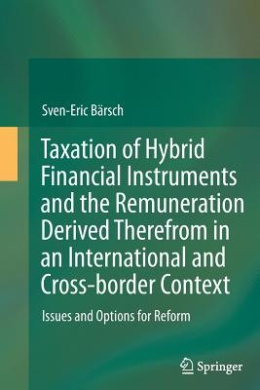 Sven-Eric Bärsch
Taxation of Hybrid
Financial Instruments
and the Remuneration
Derived Therefrom in
an International and
Cross-border Context
Issues and Options for Reform
Springer